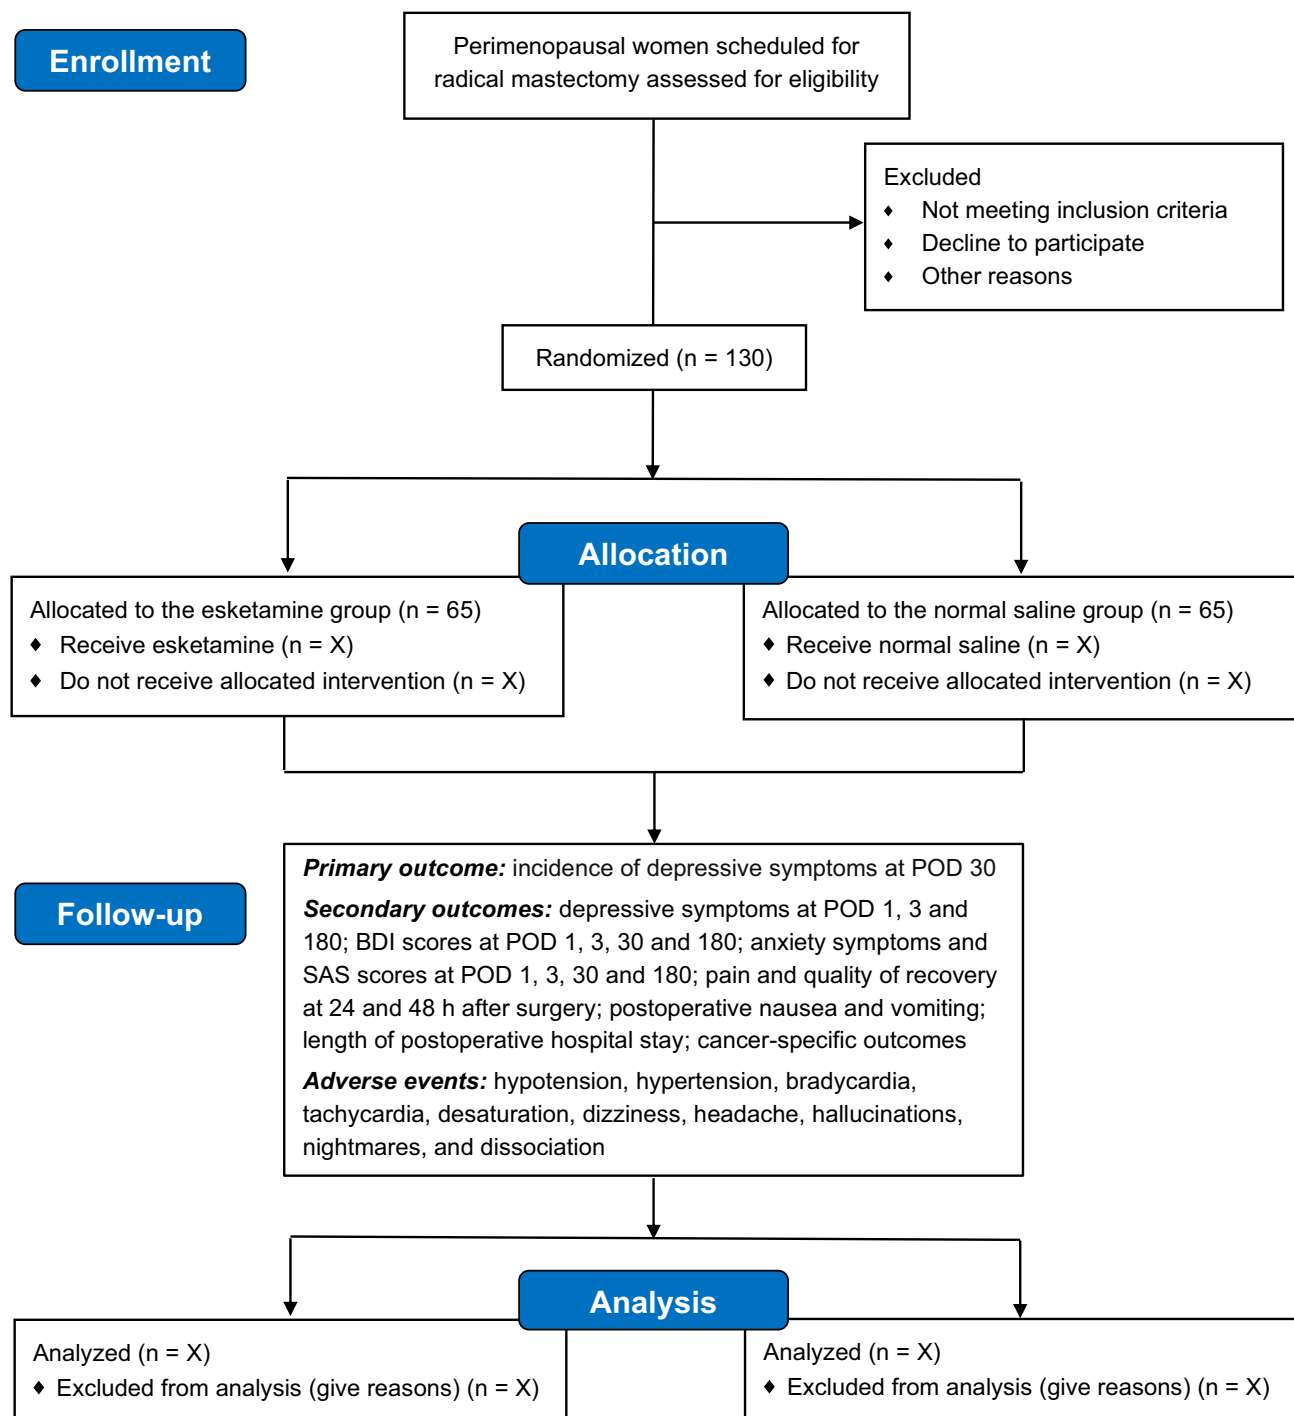 Enrollment
Perimenopausal women scheduled for
radical mastectomy assessed for eligibility
Excluded
♦ Not meeting inclusion criteria
♦ Decline to participate
♦ Other reasons
Randomized (n = 130)
Allocation
Allocated to the esketamine group (n = 65)
♦ Receive esketamine (n = X)
♦ Do not receive allocated intervention (n = X)
Allocated to the normal saline group (n = 65)
♦ Receive normal saline (n = X)
♦ Do not receive allocated intervention (n = X)
Follow-up
Primary outcome: incidence of depressive symptoms at POD 30
Secondary outcomes: depressive symptoms at POD 1, 3 and
180; BDI scores at POD 1, 3, 30 and 180; anxiety symptoms and
SAS scores at POD 1, 3, 30 and 180; pain and quality of recovery
at 24 and 48 h after surgery; postoperative nausea and vomiting;
length of postoperative hospital stay; cancer-specific outcomes
Adverse events: hypotension, hypertension, bradycardia,
tachycardia, desaturation, dizziness, headache, hallucinations,
nightmares, and dissociation
Analysis
Analyzed (n = X)
♦ Excluded from analysis (give reasons) (n = X)
Analyzed (n = X)
♦ Excluded from analysis (give reasons) (n = X)